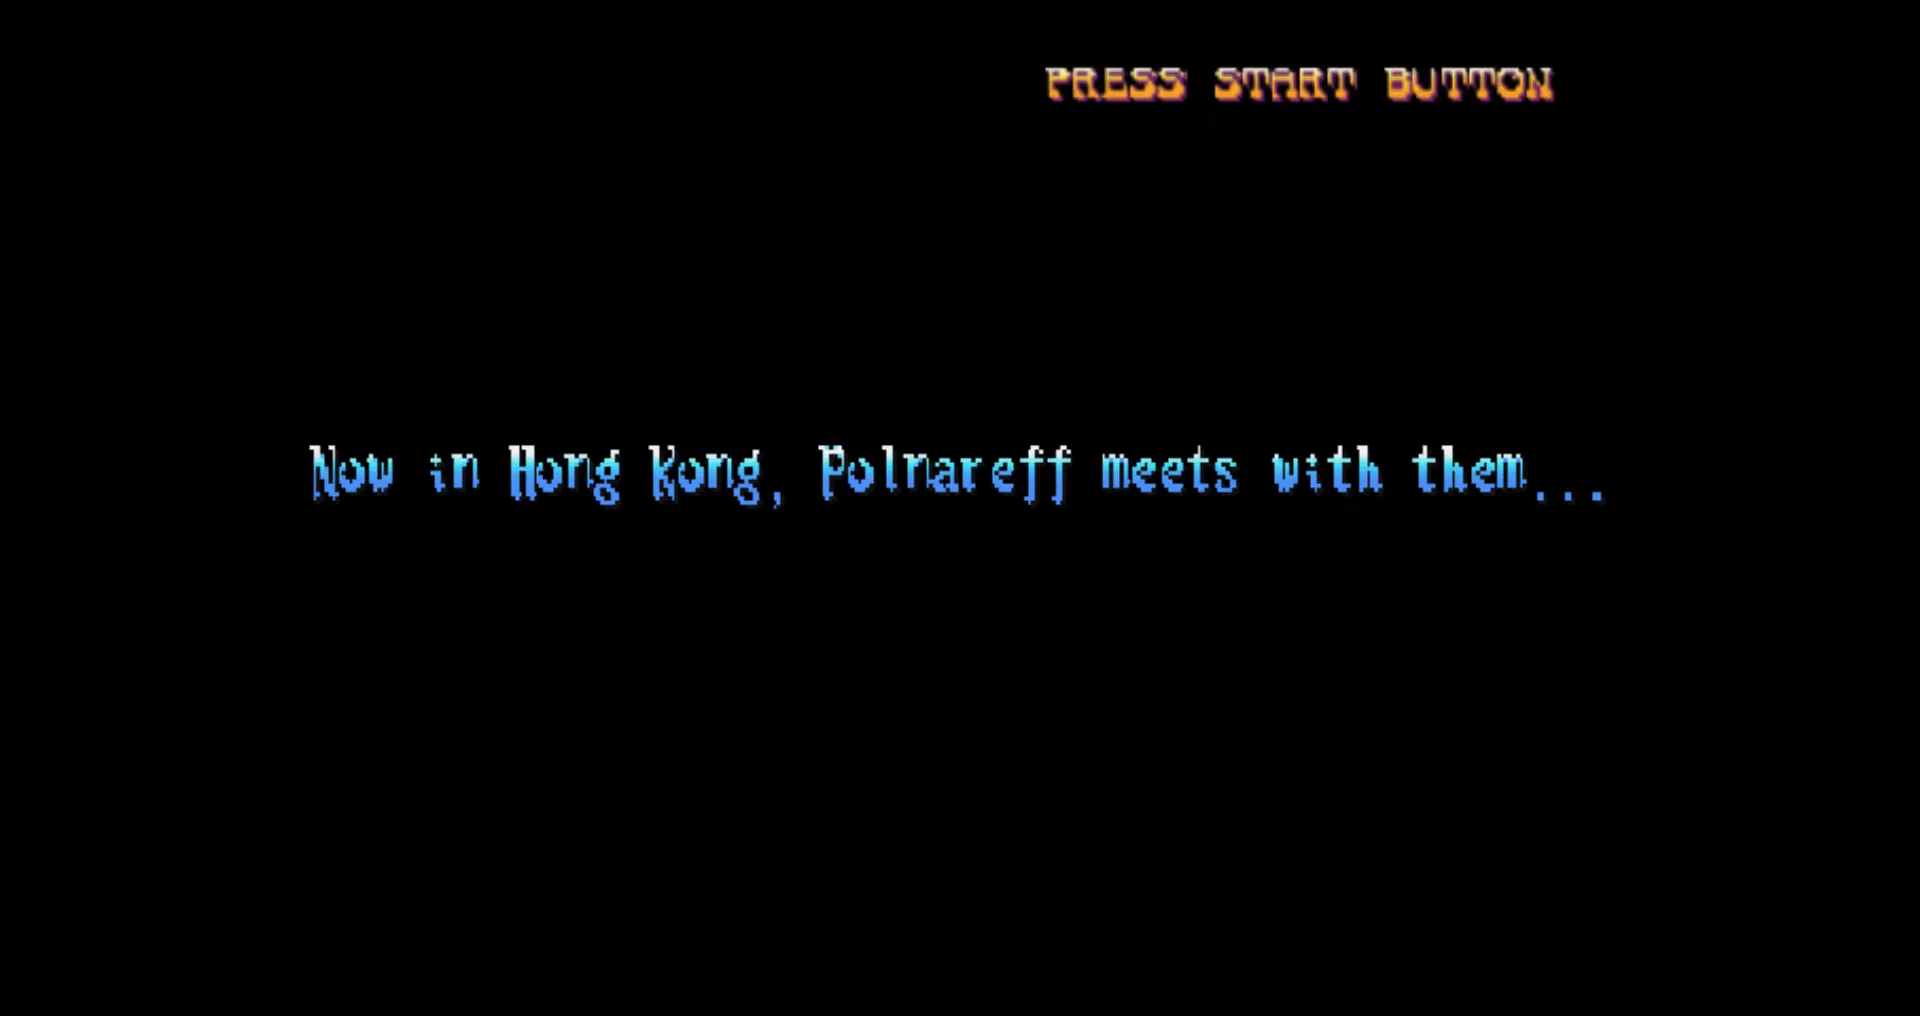 PRESS START BUTTON
Now in Hong Kong, Polnareff meets with them...